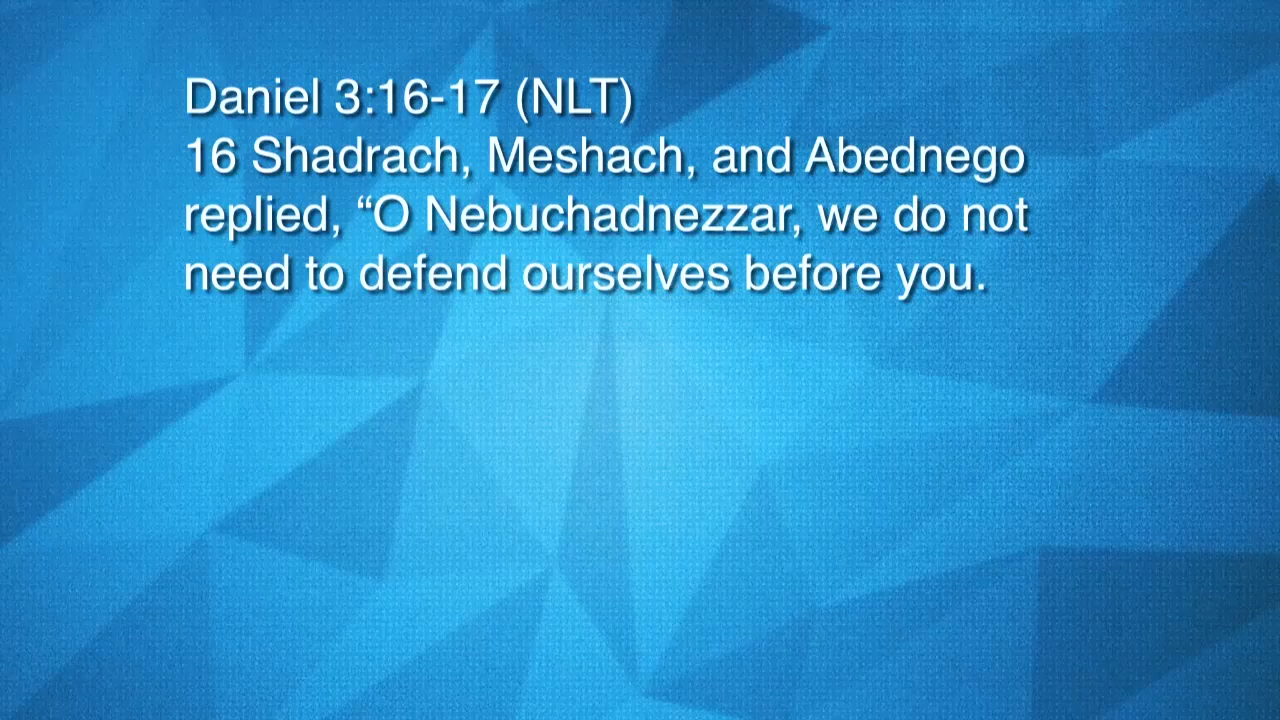 Daniel 3:16-17 (NLT)
16 Shadrach, Meshach, and Abednego
replied, “O Nebuchadnezzar, we do not
need to defend ourselves before you.